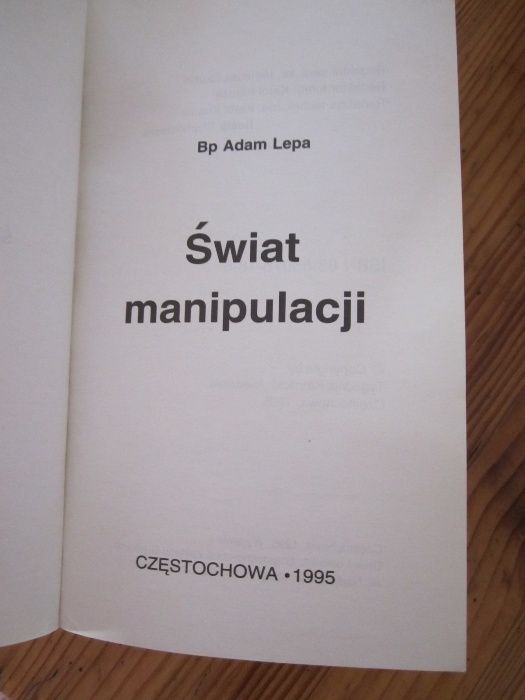 Bp Adam Lepa
Świat
manipulacji
CZĘSTOCHOWA • 1995